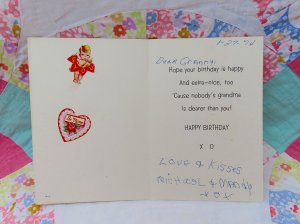 Dear Granny
Hope your birthday is happy
And extra-nice, too
'Cause nobody's grandma
Is dearer than you!
HAPPY BIRTHDAY
X O
Love & Kisses
Michael &
XOX